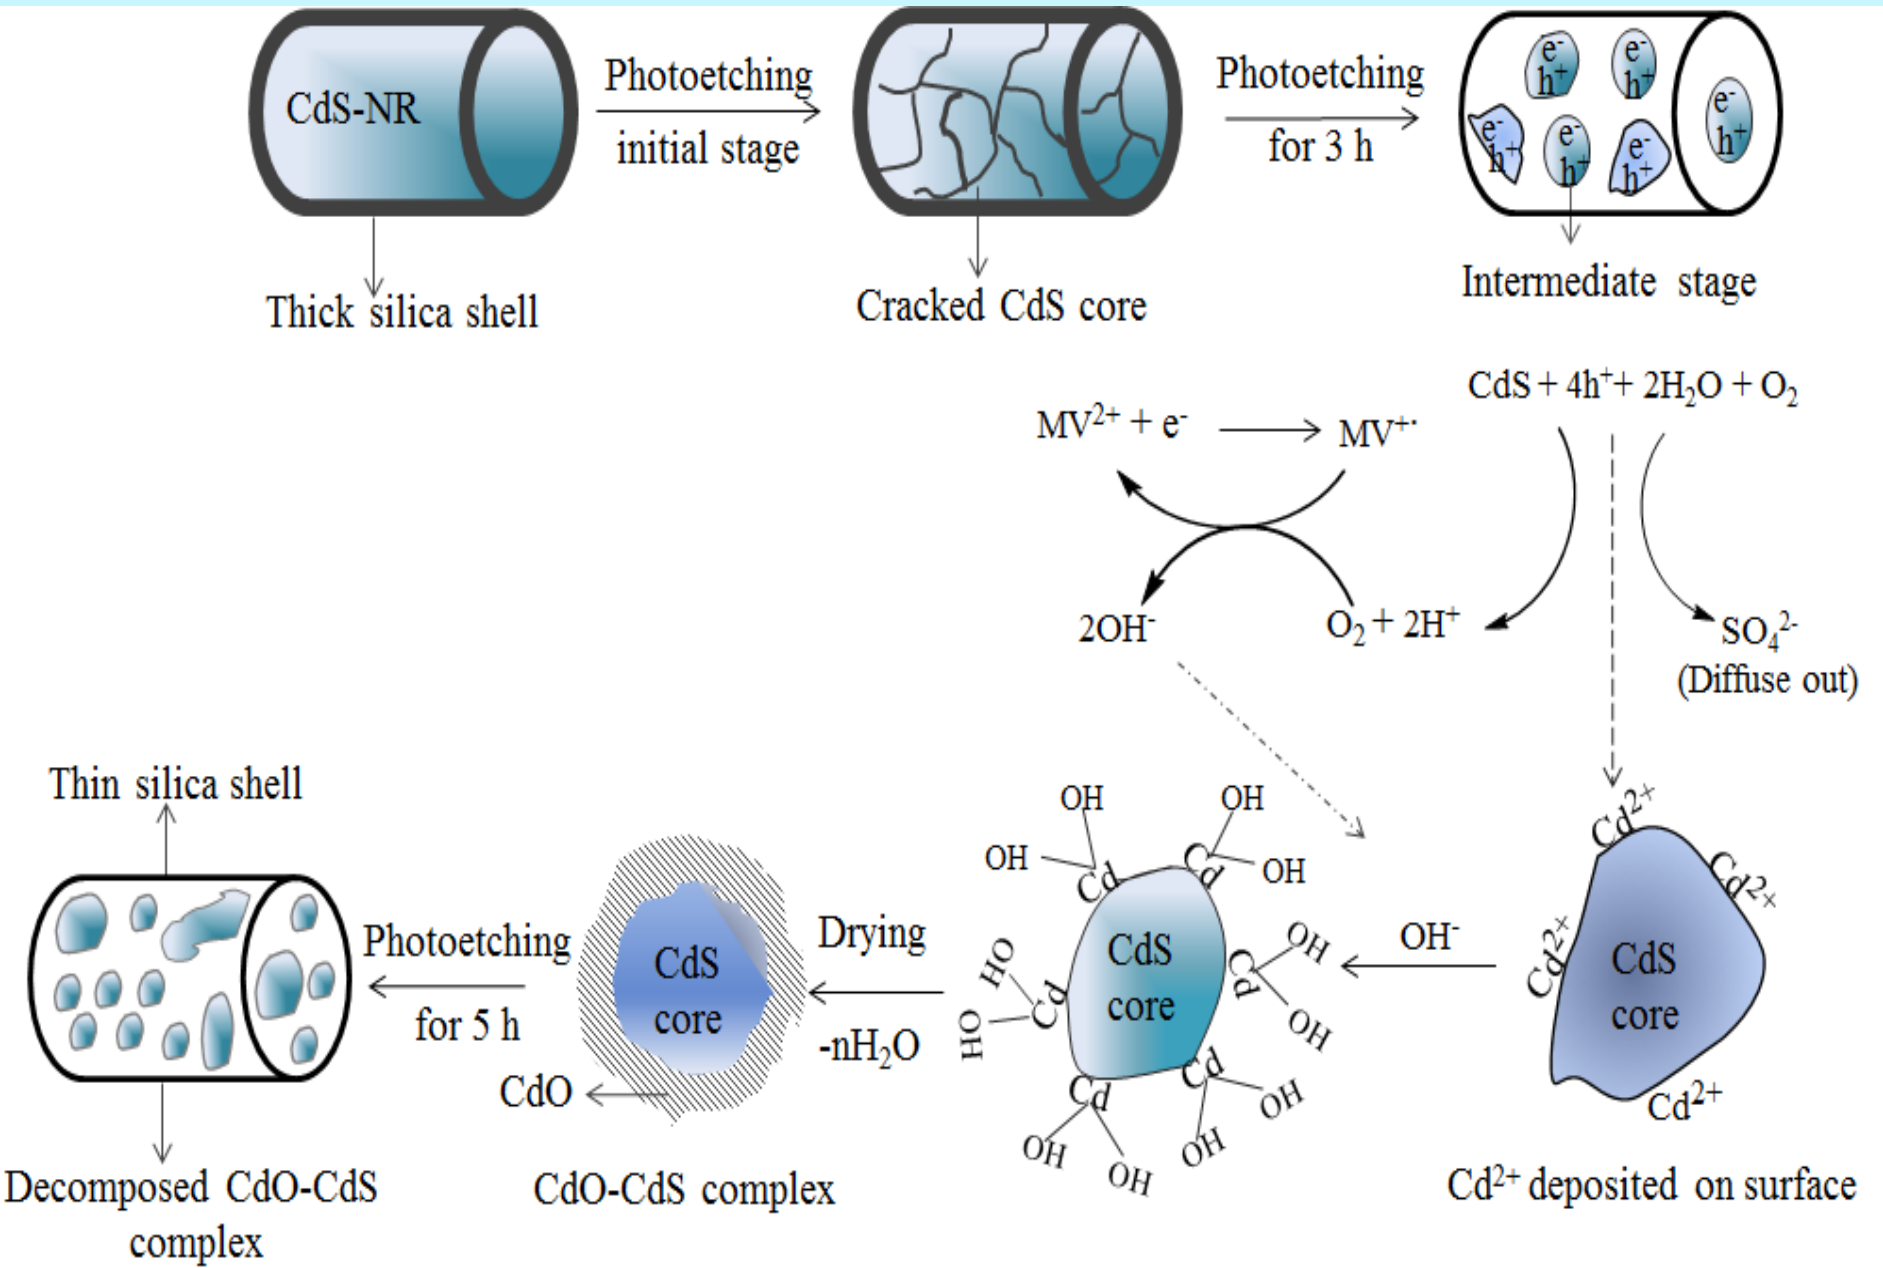 CdS-NR
Photoetching
initial stage
Photoetching
for 3 h
e-
h+
e-
h+
e-
h+
e-
h+
e-
h+
e-
h+
Thick silica shell
Cracked CdS core
Intermediate stage
CdS + 4h⁺+ 2H₂O + O₂
MV²⁺ + e⁻
MV⁺·
2OH⁻
O₂ + 2H⁺
SO₄²⁻
(Diffuse out)
Thin silica shell
Photoetching
for 5 h
CdS
core
CdO
Drying
-nH₂O
OH
OH
Cd
OH
OH
Cd
HO
HO
Cd
CdS
core
Cd
OH
OH
Cd
OH
OH
Cd
OH
OH
OH⁻
Cd²⁺
Cd²⁺
Cd²⁺
CdS
core
Cd²⁺
Decomposed CdO-CdS
complex
CdO-CdS complex
Cd²⁺ deposited on surface